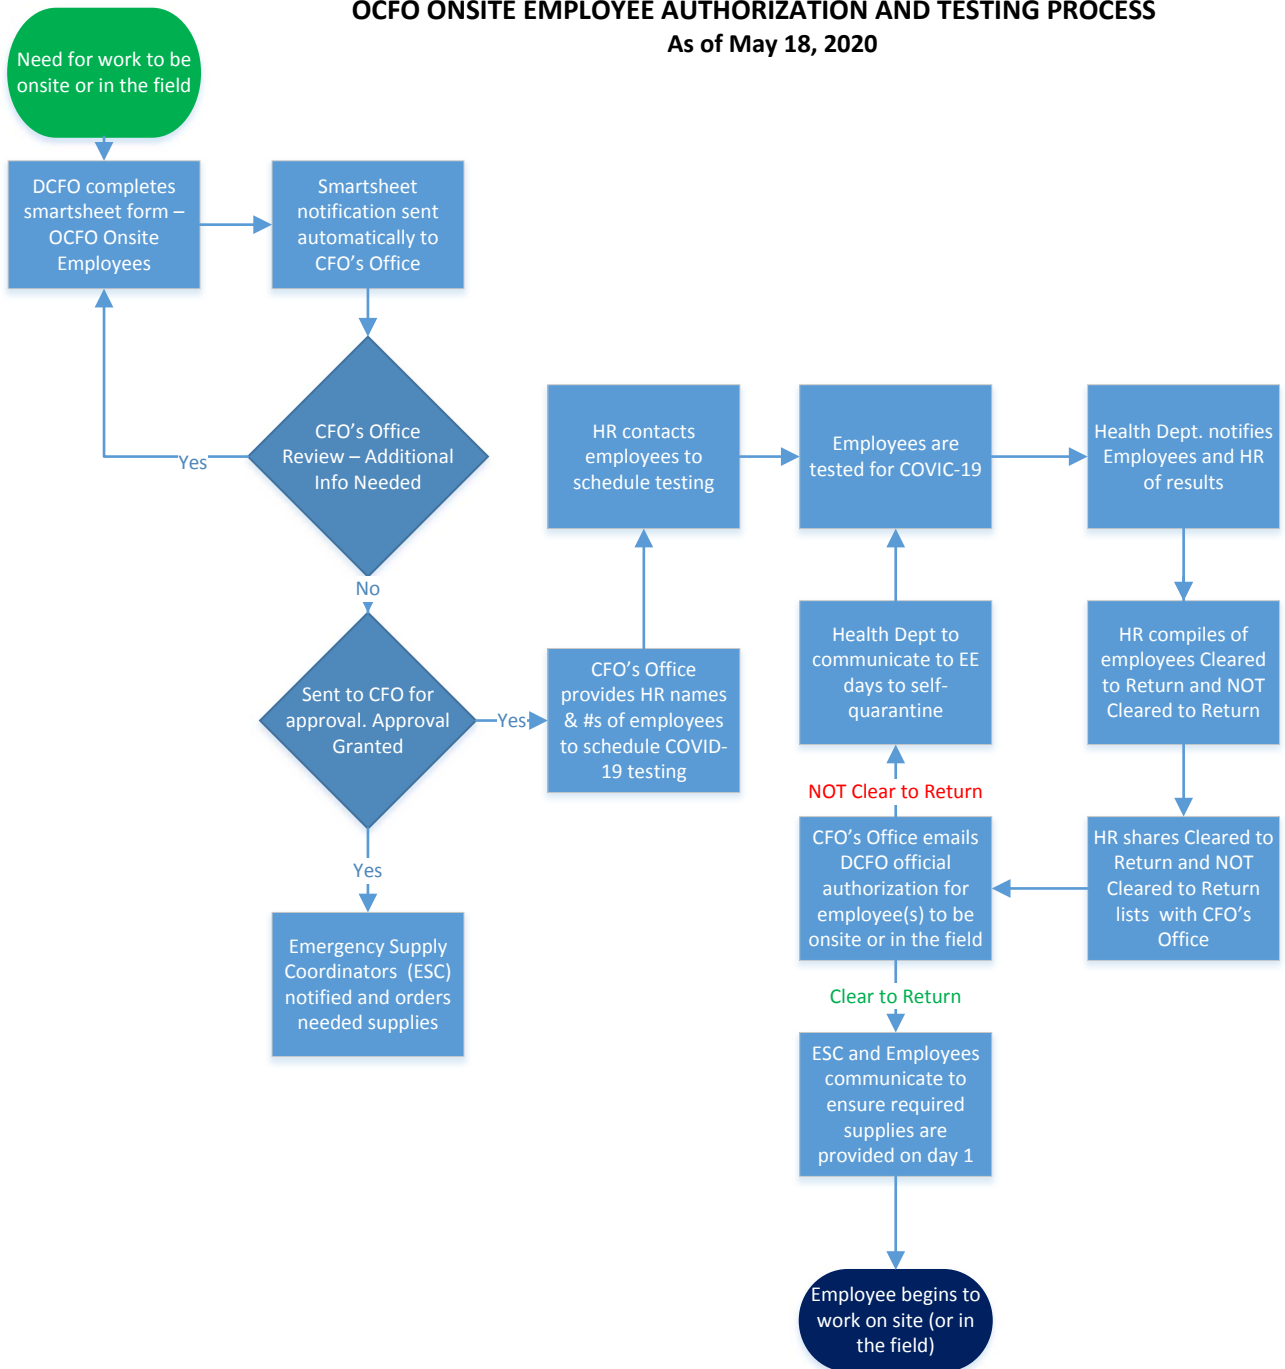 OCFO ONSITE EMPLOYEE AUTHORIZATION AND TESTING PROCESS
As of May 18, 2020
Need for work to be
onsite or in the field
DCFO completes
smartsheet form –
OCFO Onsite
Employees
Smartsheet
notification sent
automatically to
CFO's Office
CFO's Office
Review – Additional
Info Needed
Yes
No
Sent to CFO for
approval. Approval
Granted
Yes
Yes
Emergency Supply
Coordinators  (ESC)
notified and orders
needed supplies
CFO's Office
provides HR names
& #s of employees
to schedule COVID-
19 testing
HR contacts
employees to
schedule testing
Employees are
tested for COVIC-19
Health Dept. notifies
Employees and HR
of results
HR compiles of
employees Cleared
to Return and NOT
Cleared to Return
HR shares Cleared to
Return and NOT
Cleared to Return
lists  with CFO's
Office
CFO's Office emails
DCFO official
authorization for
employee(s) to be
onsite or in the field
NOT Clear to Return
Health Dept to
communicate to EE
days to self-
quarantine
Clear to Return
ESC and Employees
communicate to
ensure required
supplies are
provided on day 1
Employee begins to
work on site (or in
the field)